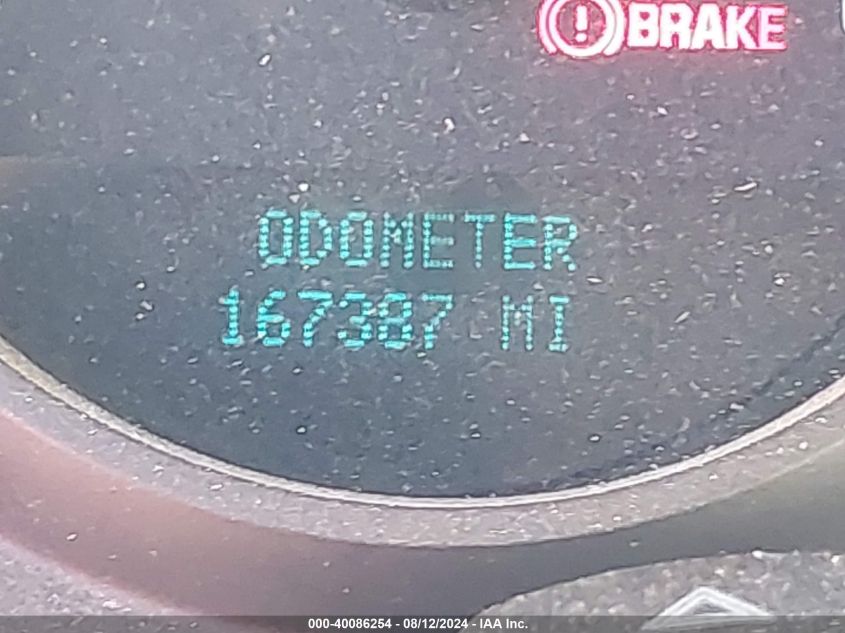 BRAKE
ODOMETER
167387 MI
000-40086254 - 08/12/2024 - IAA Inc.